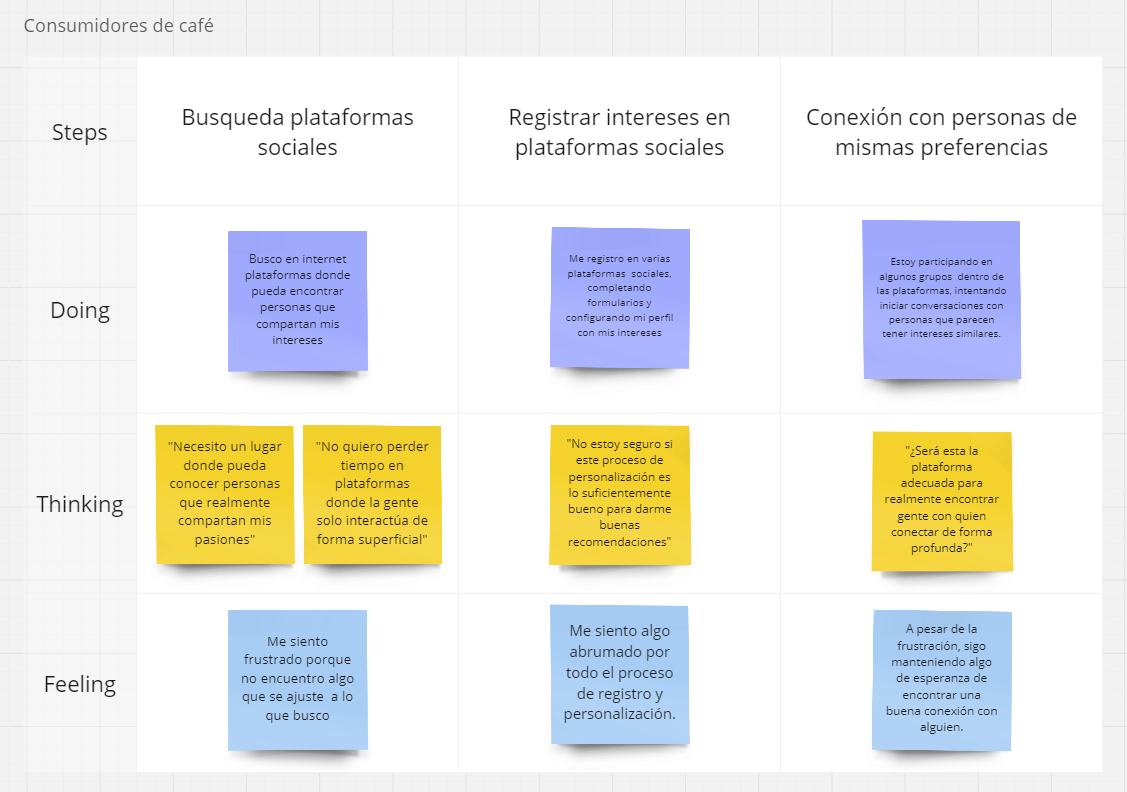 Consumidores de café
Steps
Busqueda plataformas
sociales
Registrar intereses en
plataformas sociales
Conexión con personas de
mismas preferencias
Doing
Busco en internet
plataformas donde
pueda encontrar
personas que
compartan mis
intereses
Me registro en varias
plataformas sociales,
completando
formularios y
configurando mi perfil
con mis intereses
Estoy participando en
algunos grupos dentro de
las plataformas, intentando
iniciar conversaciones con
personas que parecen
tener intereses similares.
Thinking
"Necesito un lugar
donde pueda
conocer personas
que realmente
compartan mis
pasiones"
"No quiero perder
tiempo en
plataformas
donde la gente
solo interactúa de
forma superficial"
"No estoy seguro si
este proceso de
personalización es
lo suficientemente
bueno para darme
buenas
recomendaciones"
"¿Será esta la
plataforma
adecuada para
realmente encontrar
gente con quien
conectar de forma
profunda?"
Feeling
Me siento
frustrado porque
no encuentro algo
que se ajuste a lo
que busco
Me siento algo
abrumado por
todo el proceso
de registro y
personalización.
A pesar de la
frustración, sigo
manteniendo algo
de esperanza de
encontrar una
buena conexión con
alguien.